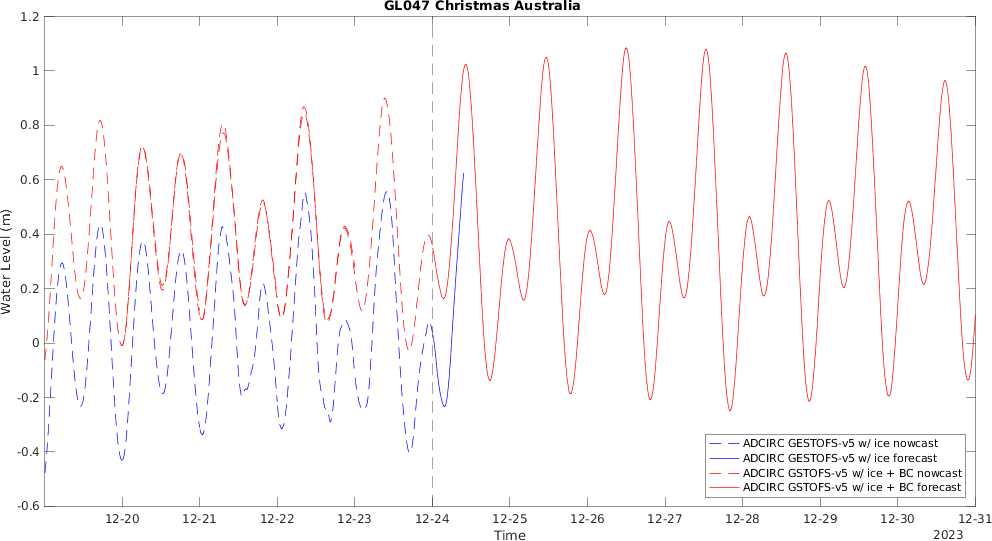 GL047 Christmas Australia
1.2
1
0.8
0.6
0.4
0.2
0
-0.2
-0.4
-0.6
Water Level (m)
ADCIRC GESTOFS-v5 w/ ice nowcast
ADCIRC GESTOFS-v5 w/ ice forecast
ADCIRC GSTOFS-v5 w/ ice + BC nowcast
ADCIRC GSTOFS-v5 w/ ice + BC forecast
12-20 12-21 12-22 12-23 12-24 12-25 12-26 12-27 12-28 12-29 12-30 12-31
Time
2023